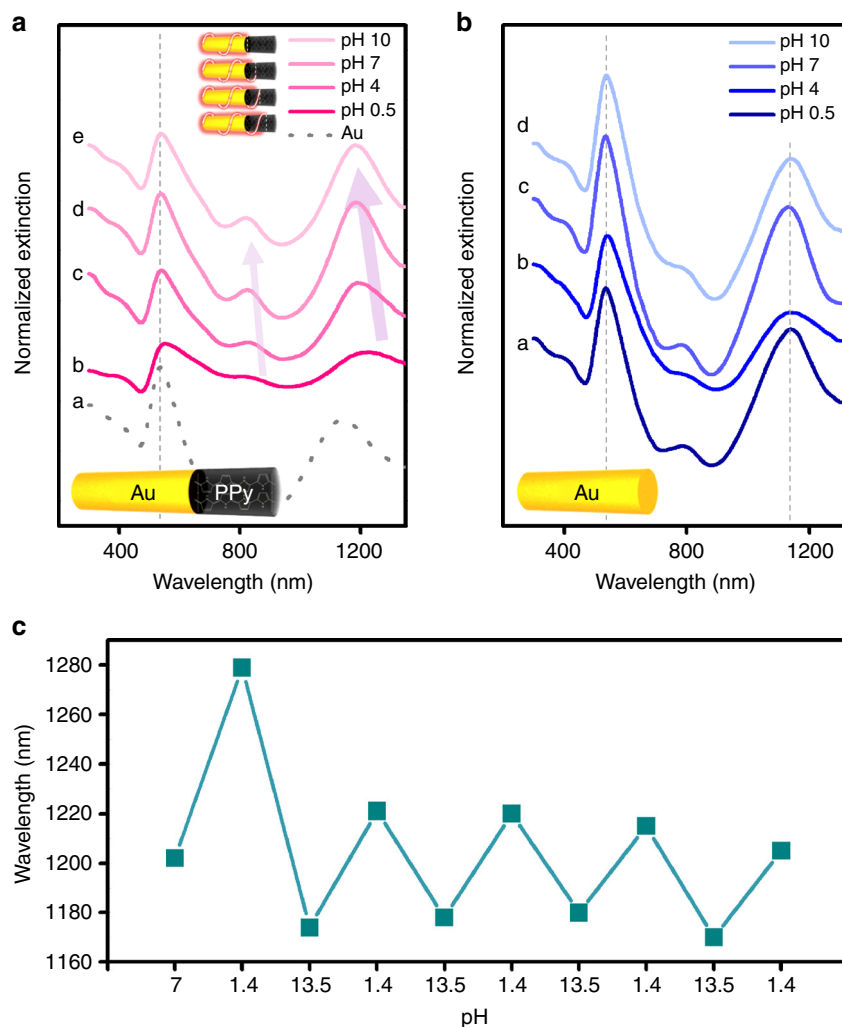 a
pH 10
pH 7
pH 4
pH 0.5
Au
e
d
c
b
a
Au
PPy
Normalized extinction
400
800
1200
Wavelength (nm)
b
pH 10
pH 7
pH 4
pH 0.5
d
c
b
a
Au
Normalized extinction
400
800
1200
Wavelength (nm)
c
1280
1260
1240
1220
1200
1180
1160
Wavelength (nm)
7 1.4 13.5 1.4 13.5 1.4 13.5 1.4 13.5 1.4
pH